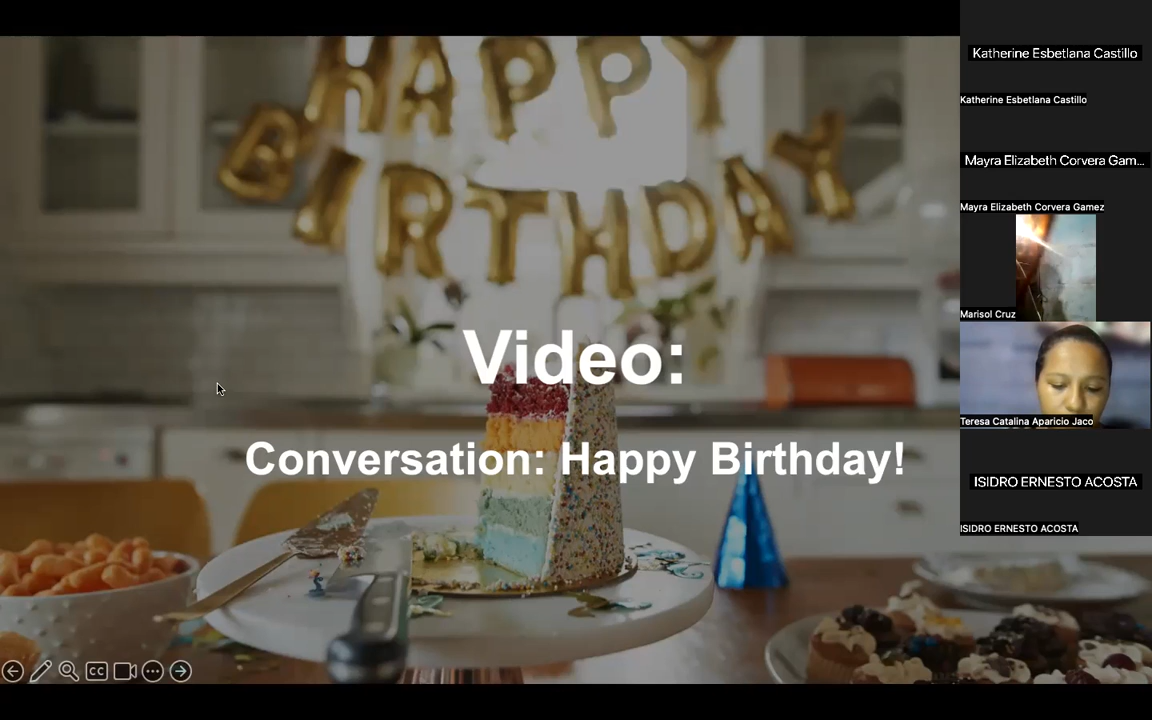 HAPPY
BIRTHDAY
Video:
Conversation: Happy Birthday!
CC
Katherine Esbetlana Castillo
Katherine Esbetlana Castillo
Mayra Elizabeth Corvera Gam...
Mayra Elizabeth Corvera Gamez
Marisol Cruz
Teresa Catalina Aparicio Jaco
ISIDRO ERNESTO ACOSTA
ISIDRO ERNESTO ACOSTA